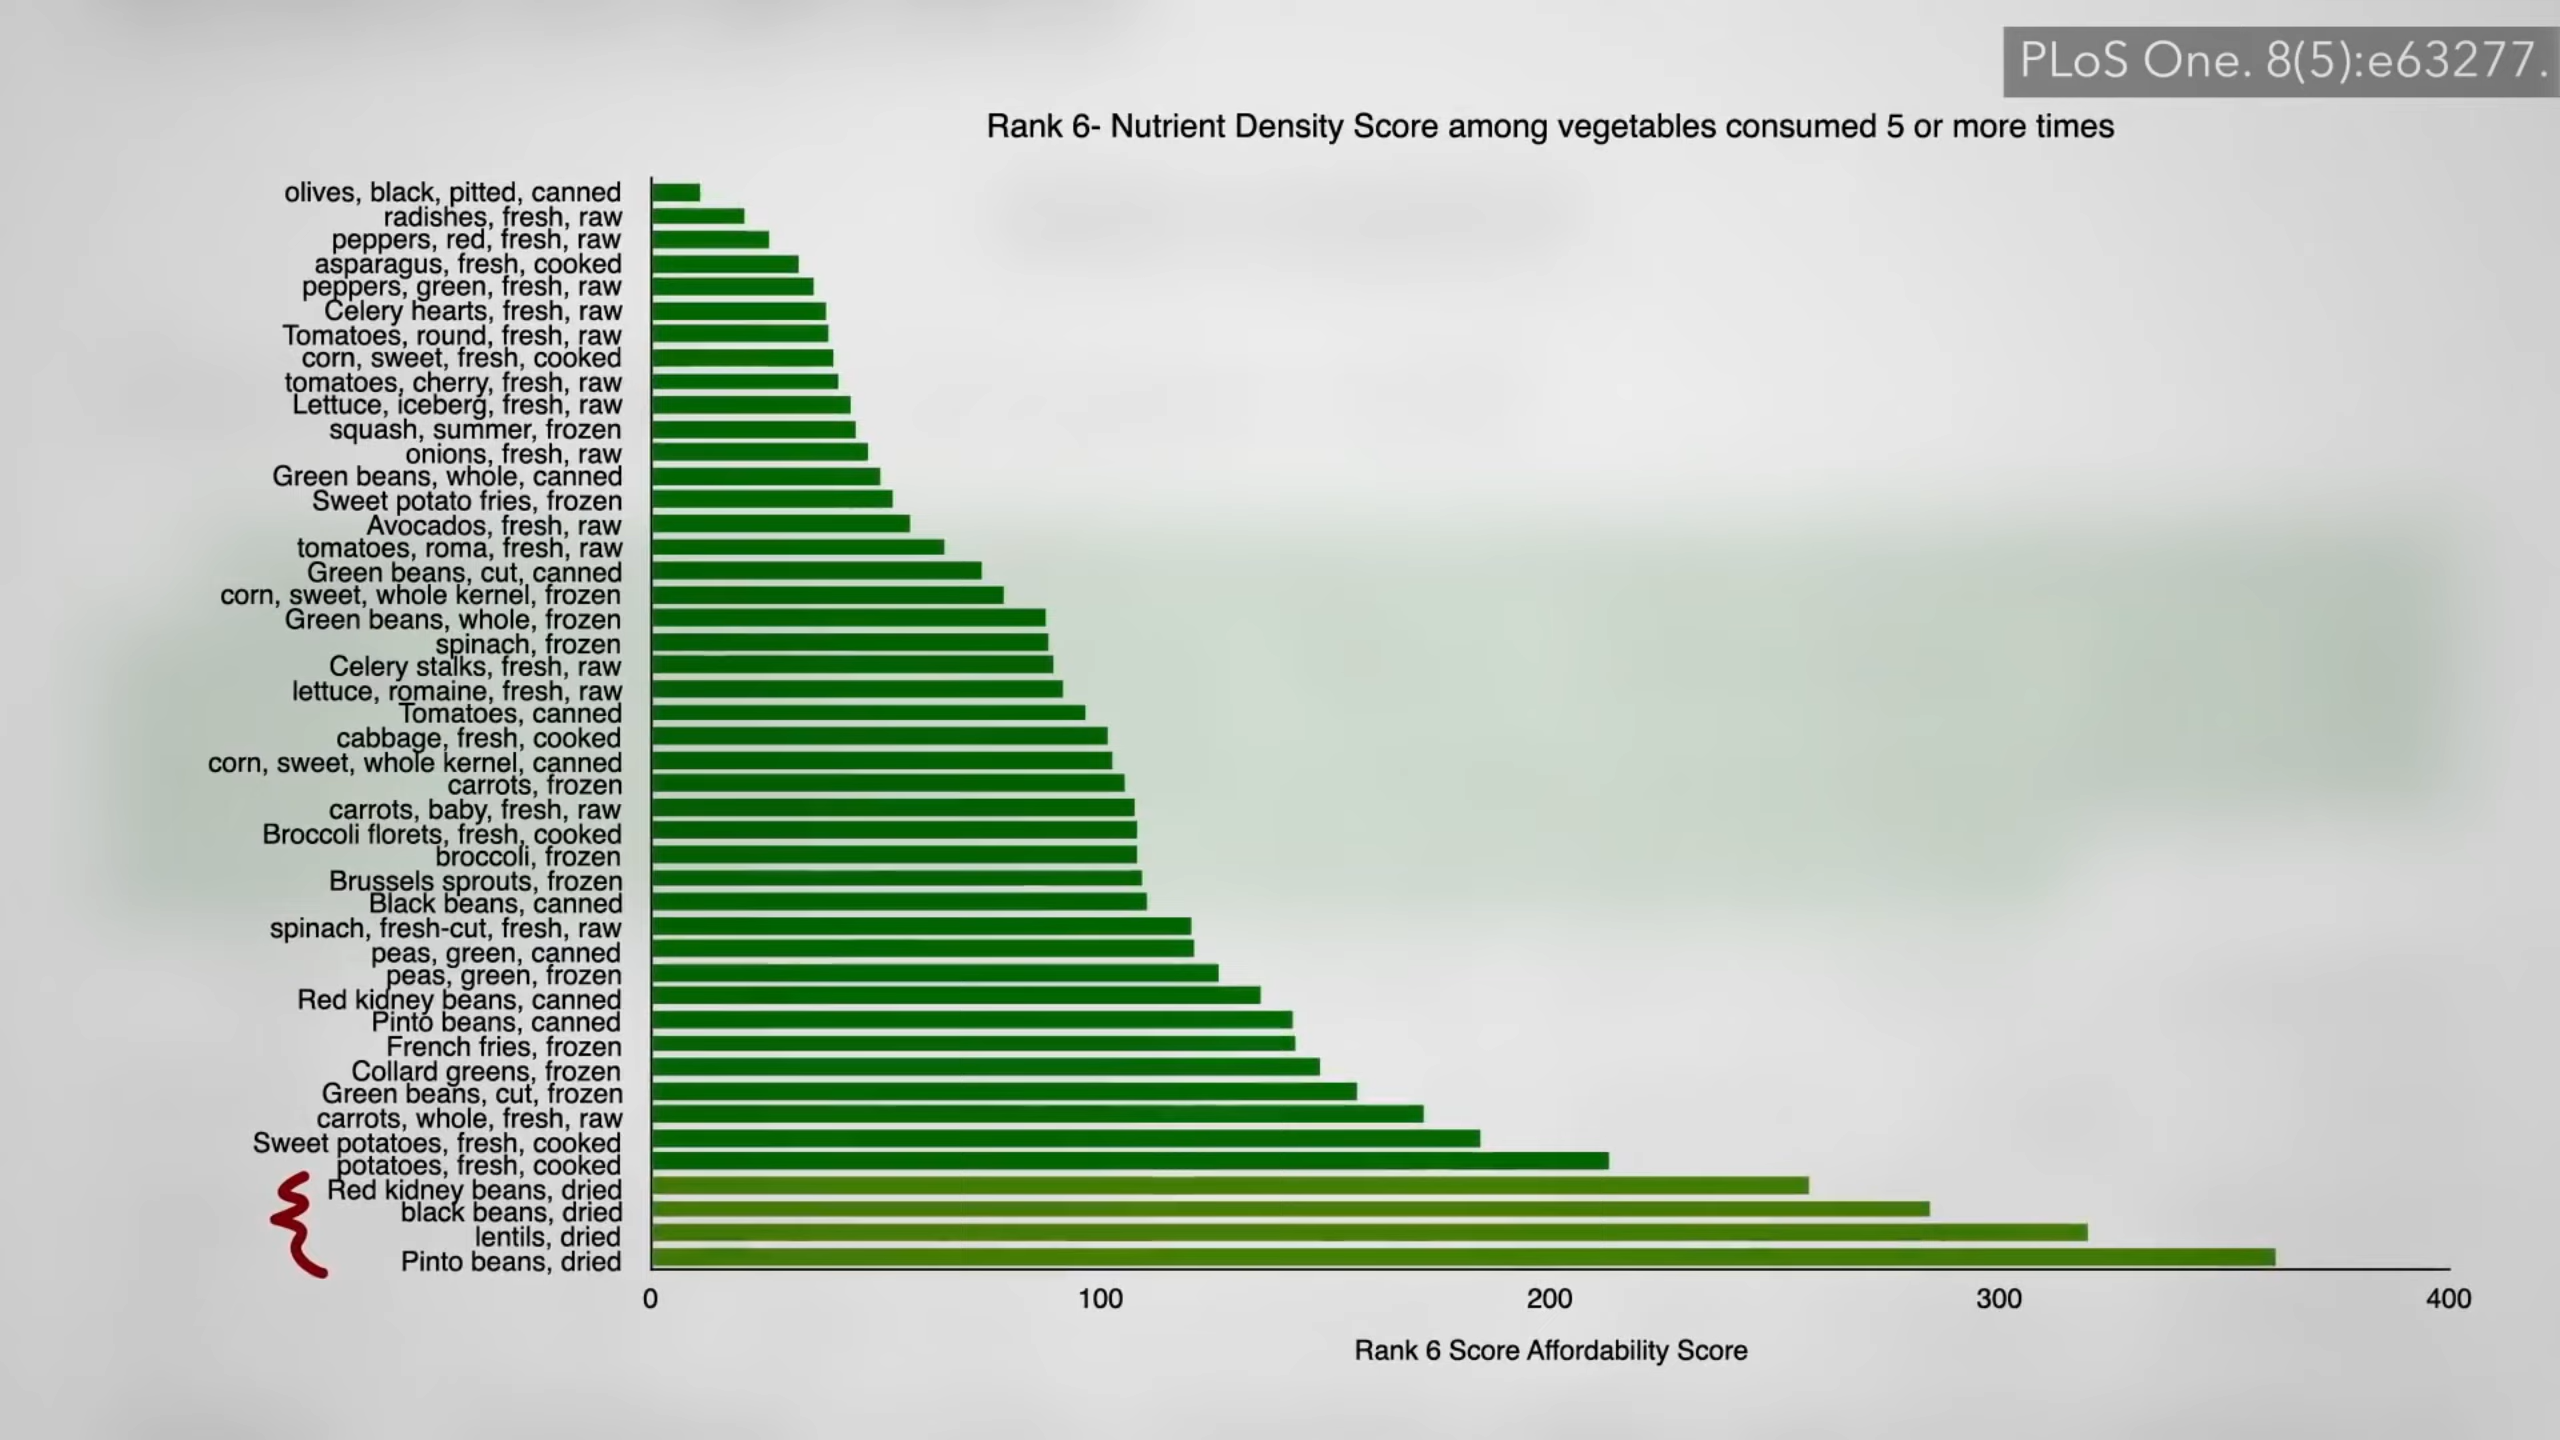 PLoS One. 8(5):e63277.
Rank 6- Nutrient Density Score among vegetables consumed 5 or more times
olives, black, pitted, canned
radishes, fresh, raw
peppers, red, fresh, raw
asparagus, fresh, cooked
peppers, green, fresh, raw
Celery hearts, fresh, raw
Tomatoes, round, fresh, raw
corn, sweet, fresh, cooked
tomatoes, cherry, fresh, raw
Lettuce, iceberg, fresh, raw
squash, summer, frozen
onions, fresh, raw
Green beans, whole, canned
Sweet potato fries, frozen
Avocados, fresh, raw
tomatoes, roma, fresh, raw
Green beans, cut, canned
corn, sweet, whole kernel, frozen
Green beans, whole, frozen
spinach, frozen
Celery stalks, fresh, raw
lettuce, romaine, fresh, raw
Tomatoes, canned
cabbage, fresh, cooked
corn, sweet, whole kernel, canned
carrots, frozen
carrots, baby, fresh, raw
Broccoli florets, fresh, cooked
broccoli, frozen
Brussels sprouts, frozen
Black beans, canned
spinach, fresh-cut, fresh, raw
peas, green, canned
peas, green, frozen
Red kidney beans, canned
Pinto beans, canned
French fries, frozen
Collard greens, frozen
Green beans, cut, frozen
carrots, whole, fresh, raw
Sweet potatoes, fresh, cooked
potatoes, fresh, cooked
Red kidney beans, dried
black beans, dried
lentils, dried
Pinto beans, dried
0 100 200 300 400
Rank 6 Score Affordability Score